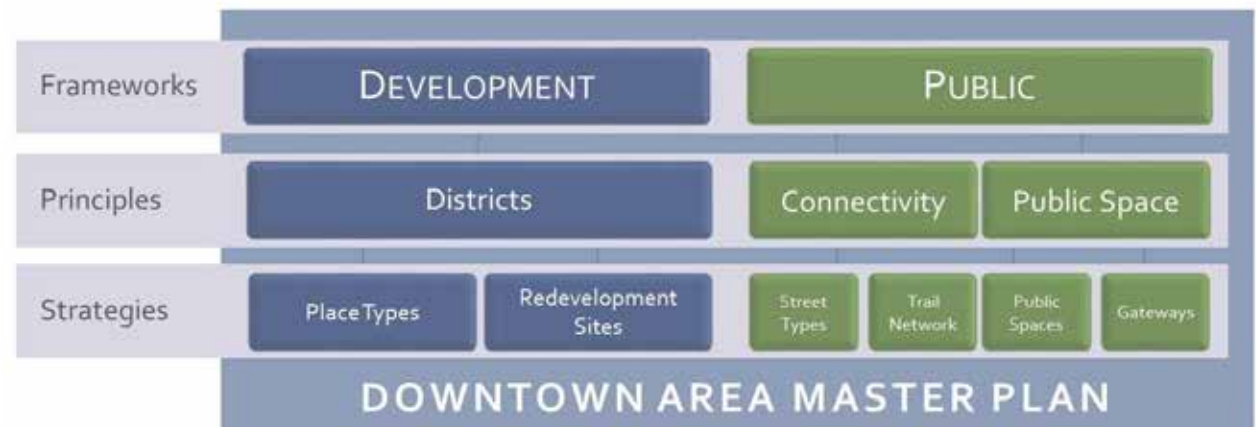 Frameworks
DEVELOPMENT
PUBLIC
Principles
Districts
Connectivity
Public Space
Strategies
Place Types
Redevelopment
Sites
Street
Types
Trail
Network
Public
Spaces
Gateways
DOWNTOWN AREA MASTER PLAN